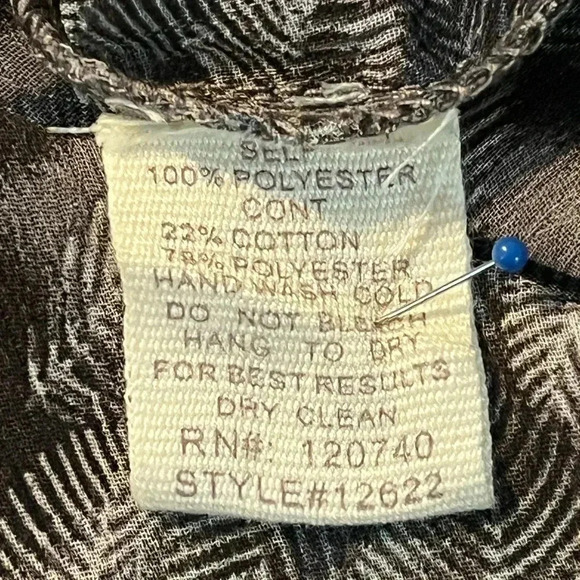 SELF
100% POLYESTER
CONT
22% COTTON
78% POLYESTER
HAND WASH COLD
DO NOT BLEACH
HANG TO DRY
FOR BEST RESULTS
DRY CLEAN
RN#: 120740
STYLE#12622